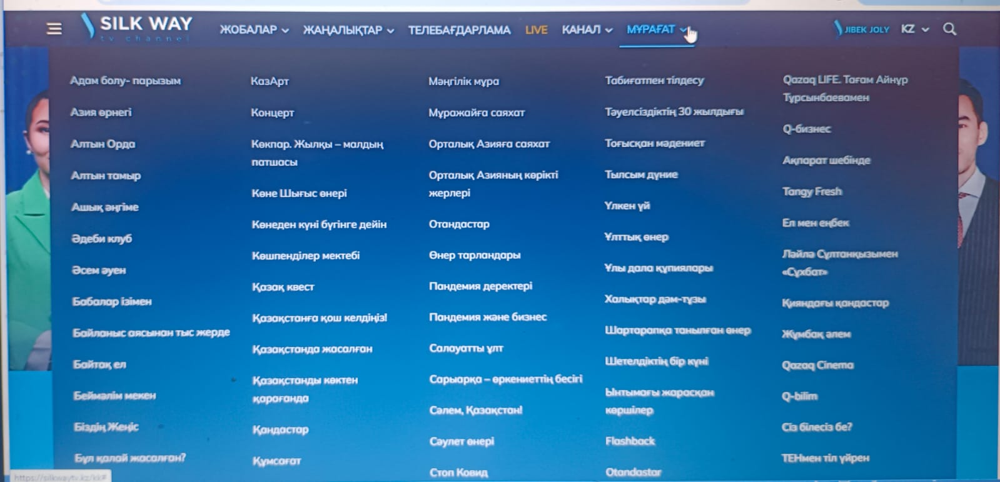 SILK WAY
tv channel
ЖОБАЛАР
ЖАҢАЛЫҚТАР
ТЕЛЕБАҒДАРЛАМА
LIVE
КАНАЛ
МҰРАҒАТ
JIBEK JOLY
KZ
Адам болу- парызым
Азия өрнегі
Алтын Орда
Алтын тамыр
Ашық әңгіме
Әдеби клуб
Әсем әуен
Бабалар ізімен
Байланыс аясынан тыс жерде
Байтақ ел
Беймәлім мекен
Біздің Жеңіс
Бұл қалай жасалған?
КазАрт
Концерт
Көкпар. Жылқы – малдың
патшасы
Көне Шығыс өнері
Көнеден күні бүгінге дейін
Көшпенділер мектебі
Қазақ квест
Қазақстанға қош келдіңіз!
Қазақстанда жасалған
Қазақстанды көктен
қарағанда
Қандастар
Құмсағат
Мәңгілік мұра
Мұражайға саяхат
Орталық Азияға саяхат
Орталық Азияның көрікті
жерлері
Отандастар
Өнер тарландары
Пандемия деректері
Пандемия және бизнес
Салауатты ұлт
Сарыарқа – өркениеттің бесігі
Сәлем, Қазақстан!
Сәулет өнері
Стоп Ковид
Табиғатпен тілдесу
Тәуелсіздіктің 30 жылдығы
Тоғысқан мәдениет
Тылсым дүние
Үлкен үй
Ұлттық өнер
Ұлы дала құпиялары
Халықтар дәм-тұзы
Шартарапқа танылған өнер
Шетелдіктің бір күні
Ынтымағы жарасқан
көршілер
Flashback
Otandastar
Qazaq LIFE. Тағам Айнұр
Тұрсынбаевамен
Q-бизнес
Ақпарат шебінде
Tangy Fresh
Ел мен еңбек
Ләйлә Сұлтанқызымен
«Сұхбат»
Қияндағы қандастар
Жұмбақ әлем
Qazaq Cinema
Q-bilim
Сіз білесіз бе?
ТЕНмен тіл үйрен
https://silkwaytv.kz/kk#